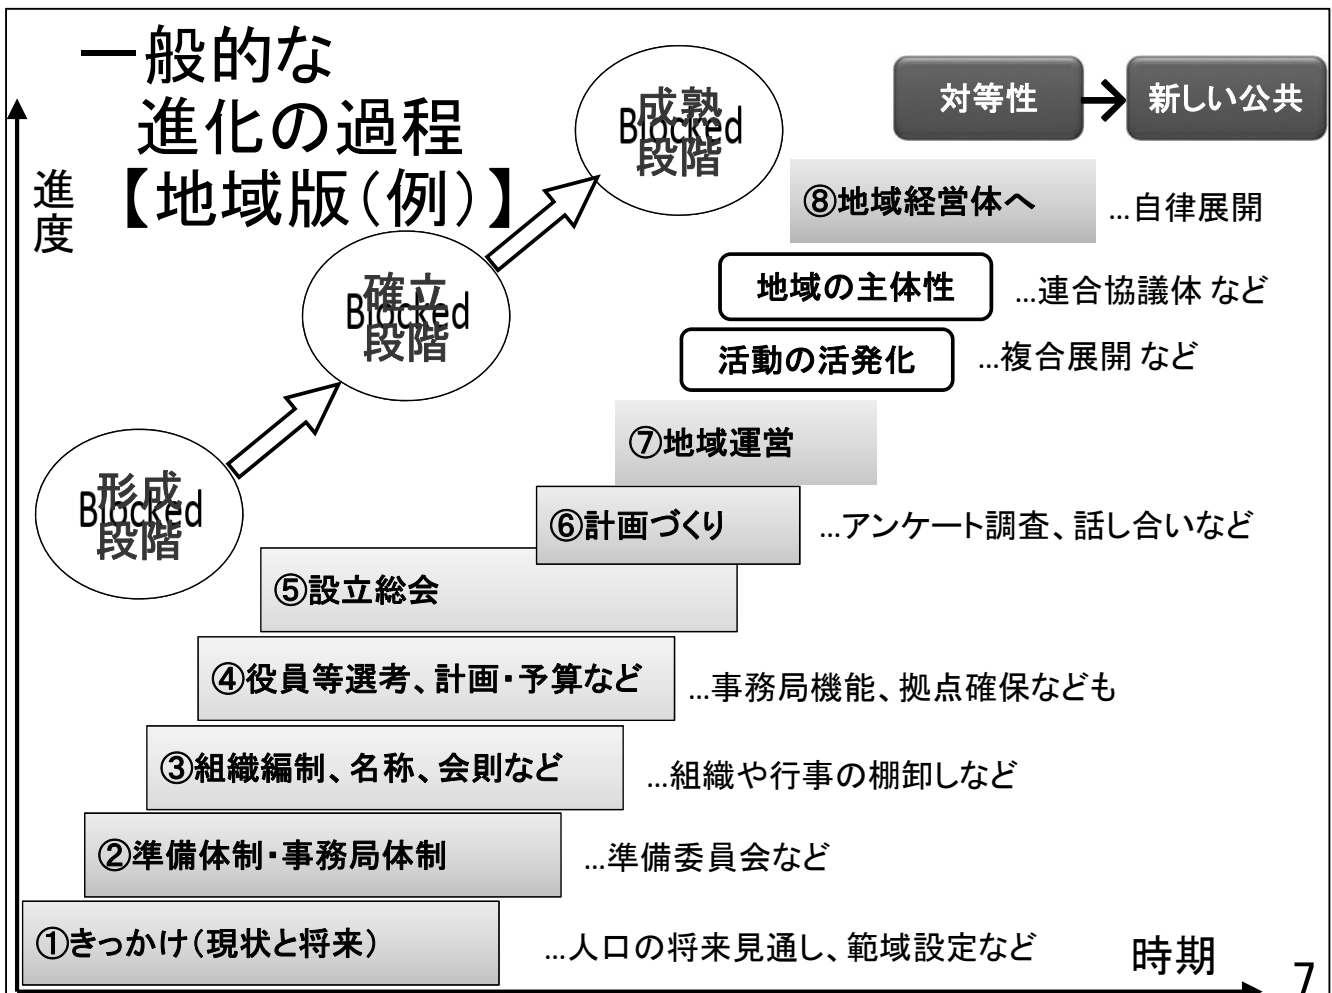 一般的な
進化の過程
【地域版（例）】
進度
成熟
段階
Blocked
確立
段階
Blocked
形成
段階
Blocked
対等性
新しい公共
⑧地域経営体へ
…自律展開
地域の主体性
…連合協議体 など
活動の活発化
…複合展開 など
⑦地域運営
⑥計画づくり
…アンケート調査、話し合いなど
⑤設立総会
④役員等選考、計画・予算など
…事務局機能、拠点確保なども
③組織編制、名称、会則など
…組織や行事の棚卸しなど
②準備体制・事務局体制
…準備委員会など
①きっかけ（現状と将来）
…人口の将来見通し、範域設定など
時期
7